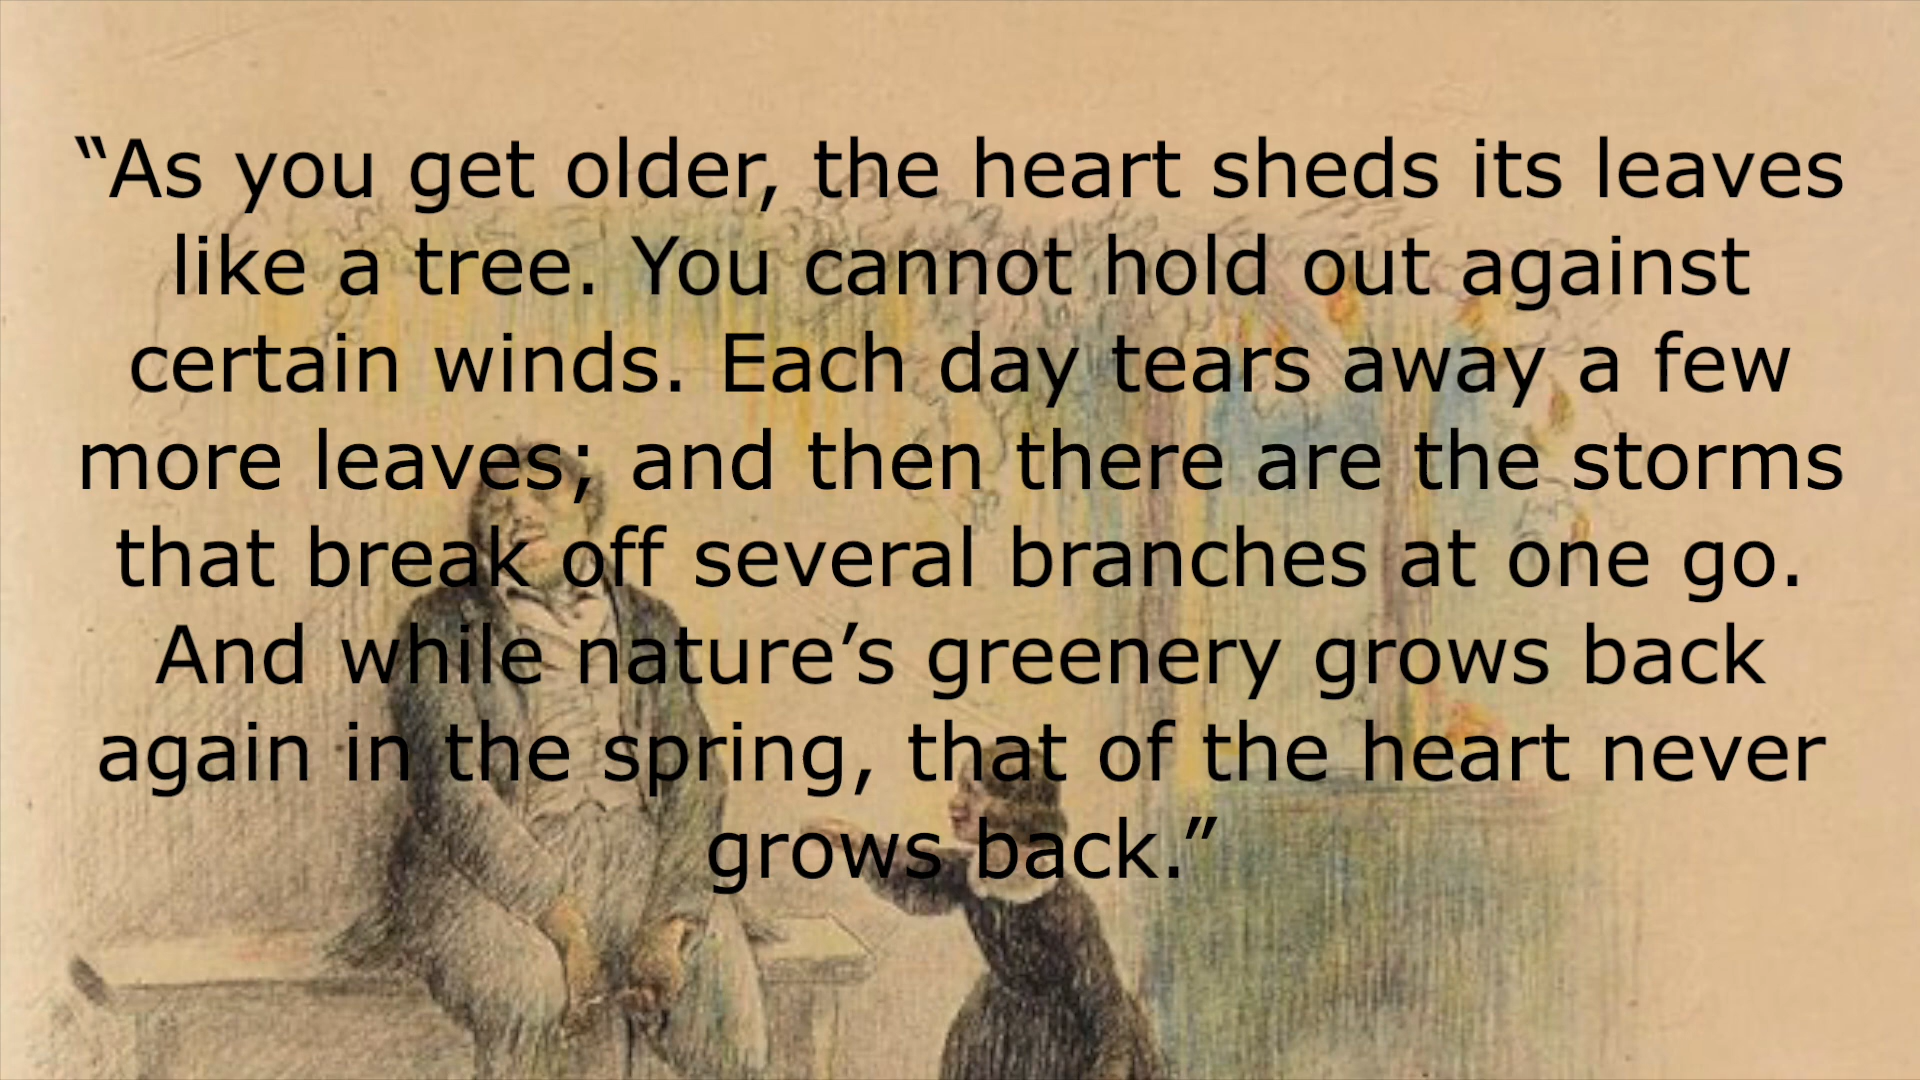 “As you get older, the heart sheds its leaves
like a tree. You cannot hold out against
certain winds. Each day tears away a few
more leaves; and then there are the storms
that break off several branches at one go.
And while nature’s greenery grows back
again in the spring, that of the heart never
grows back.”